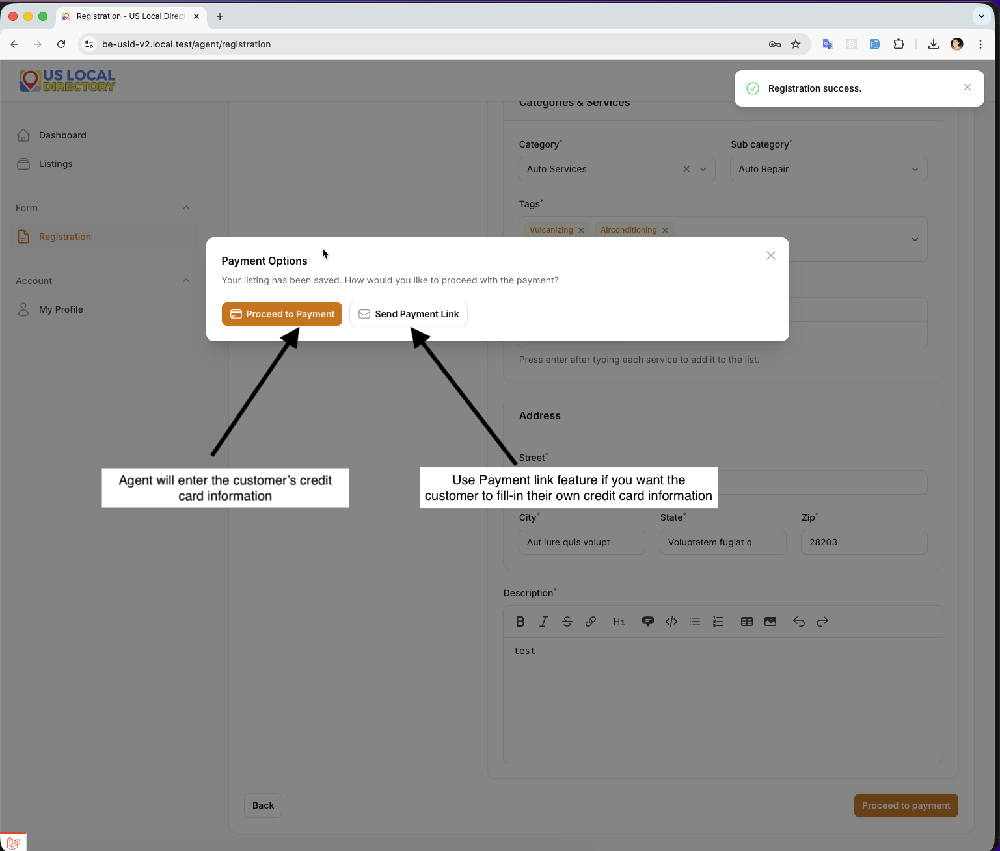 Registration - US Local Direct
be-usld-v2.local.test/agent/registration
US LOCAL
DIRECTORY
Registration success.
Categories & Services
Dashboard
Listings
Form
Registration
Account
My Profile
Category*
Sub category*
Auto Services
Auto Repair
Tags*
Vulcanizing
Airconditioning
Payment Options
Your listing has been saved. How would you like to proceed with the payment?
Proceed to Payment
Send Payment Link
Press enter after typing each service to add it to the list.
Address
Street*
Agent will enter the customer's credit
card information
Use Payment link feature if you want the
customer to fill-in their own credit card information
City*
State*
Zip*
Aut iure quis volupt
Voluptatem fugiat q
28203
Description*
H1
test
Back
Proceed to payment